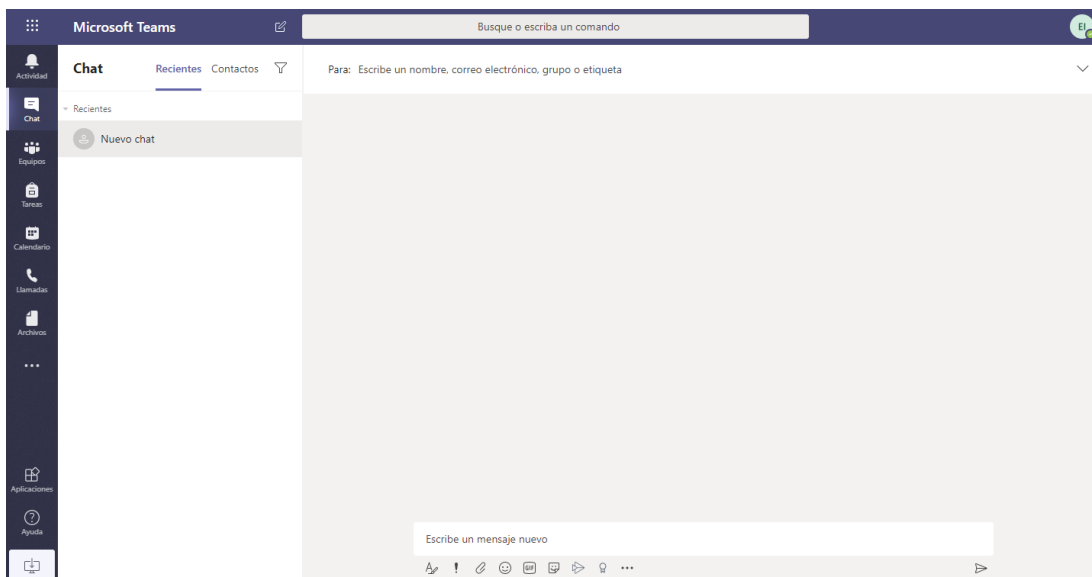 Microsoft Teams
Busque o escriba un comando
EI
Actividad
Chat
Equipos
Tareas
Calendario
Llamadas
Archivos
Aplicaciones
Ayuda
Chat Recientes Contactos
Recientes
Nuevo chat
Para: Escribe un nombre, correo electrónico, grupo o etiqueta
Escribe un mensaje nuevo
GIF